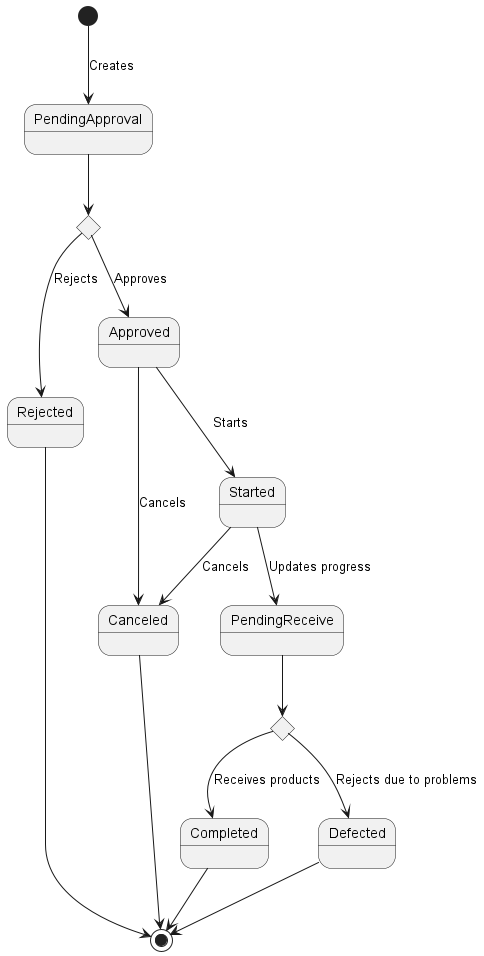 Creates
PendingApproval
Rejects
Approves
Approved
Rejected
Starts
Started
Cancels
Cancels
Updates progress
Canceled
PendingReceive
Receives products
Rejects due to problems
Completed
Defected